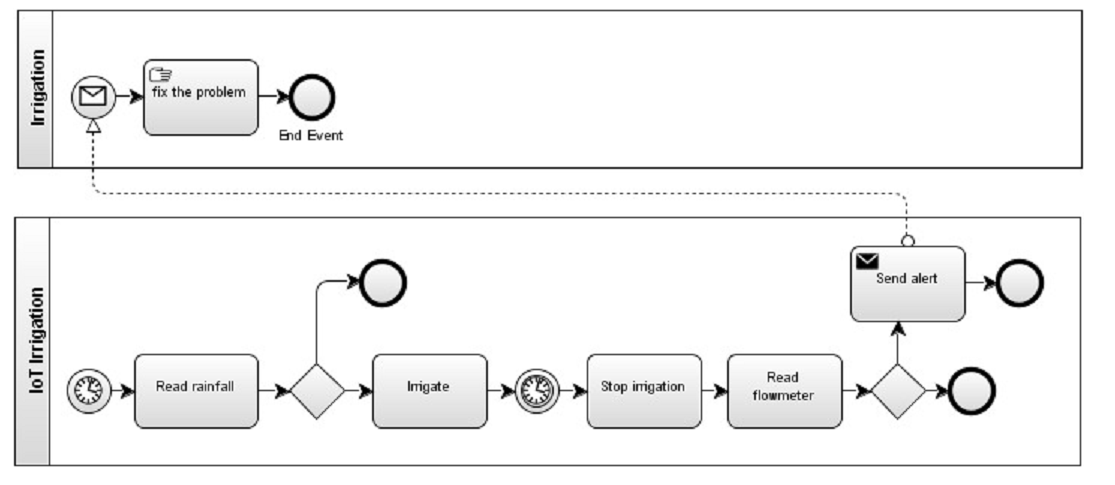 Irrigation
fix the problem
End Event
IoT Irrigation
Send alert
Read rainfall
Irrigate
Stop irrigation
Read
flowmeter